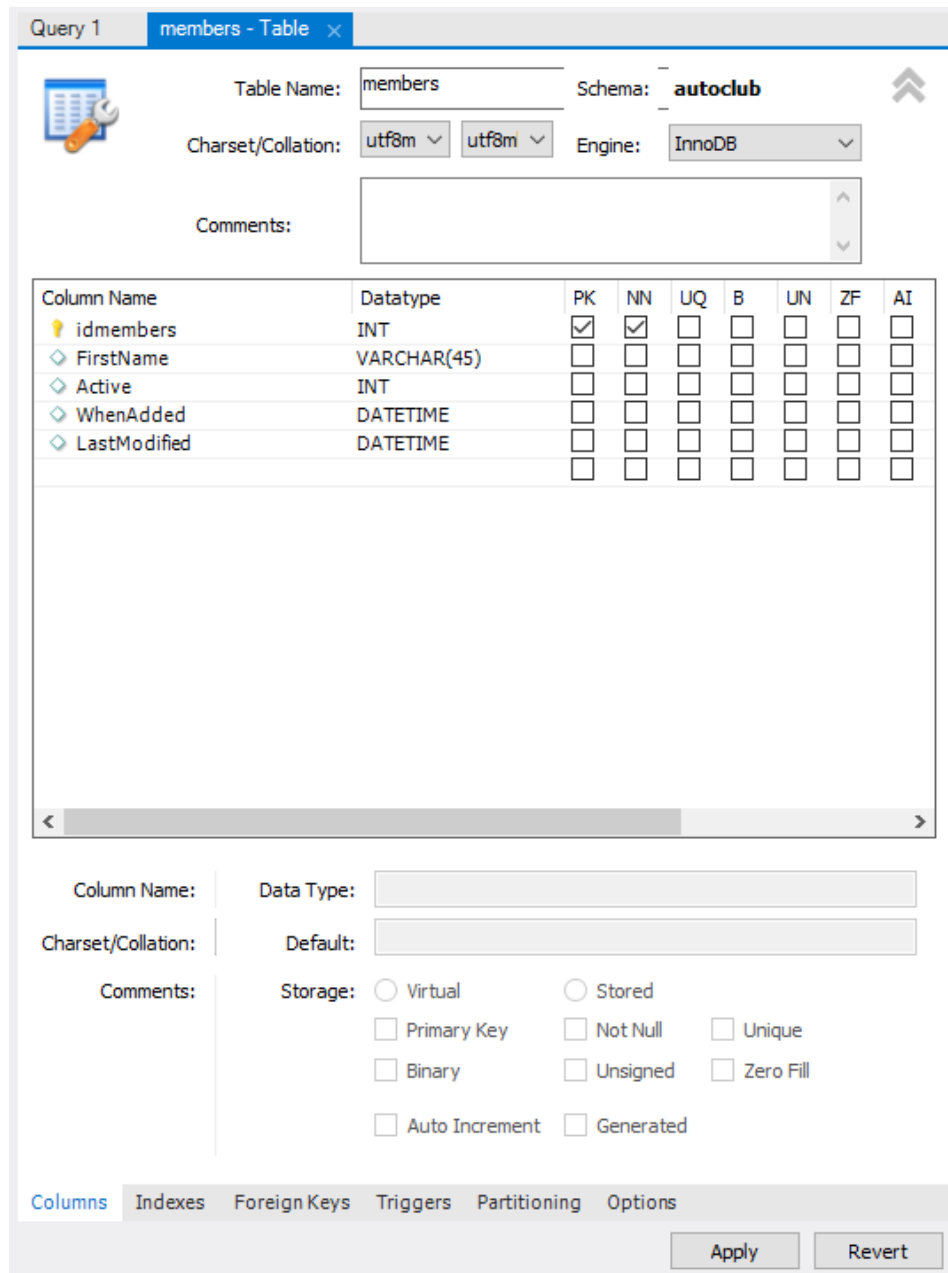 Query 1 members - Table ×
Table Name: members Schema: autoclub
Charset/Collation: utf8m utf8m Engine: InnoDB
Comments:
Column Name Datatype PK NN UQ B UN ZF AI
idmembers INT
FirstName VARCHAR(45)
Active INT
WhenAdded DATETIME
LastModified DATETIME
Column Name: Data Type:
Charset/Collation: Default:
Comments: Storage: Virtual Stored
Primary Key Not Null Unique
Binary Unsigned Zero Fill
Auto Increment Generated
Columns Indexes Foreign Keys Triggers Partitioning Options
Apply Revert